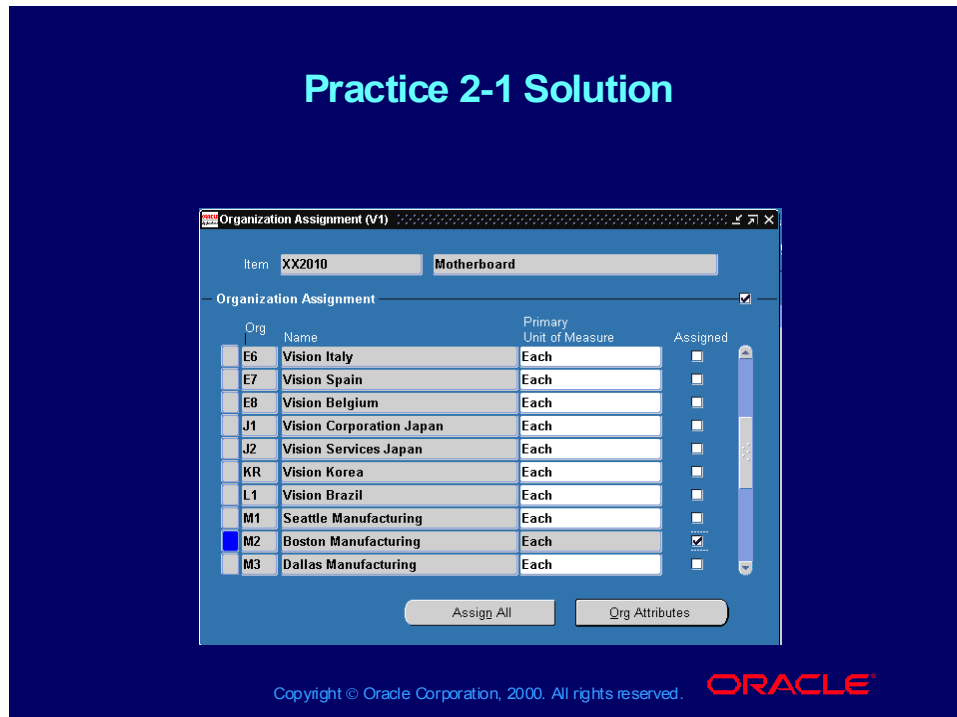 Practice 2-1 Solution
Organization Assignment (V1)
Item XX2010 Motherboard
Organization Assignment
Org Name Primary Unit of Measure Assigned
E6 Vision Italy Each
E7 Vision Spain Each
E8 Vision Belgium Each
J1 Vision Corporation Japan Each
J2 Vision Services Japan Each
KR Vision Korea Each
L1 Vision Brazil Each
M1 Seattle Manufacturing Each
M2 Boston Manufacturing Each
M3 Dallas Manufacturing Each
Assign All Org Attributes
Copyright © Oracle Corporation, 2000. All rights reserved. ORACLE